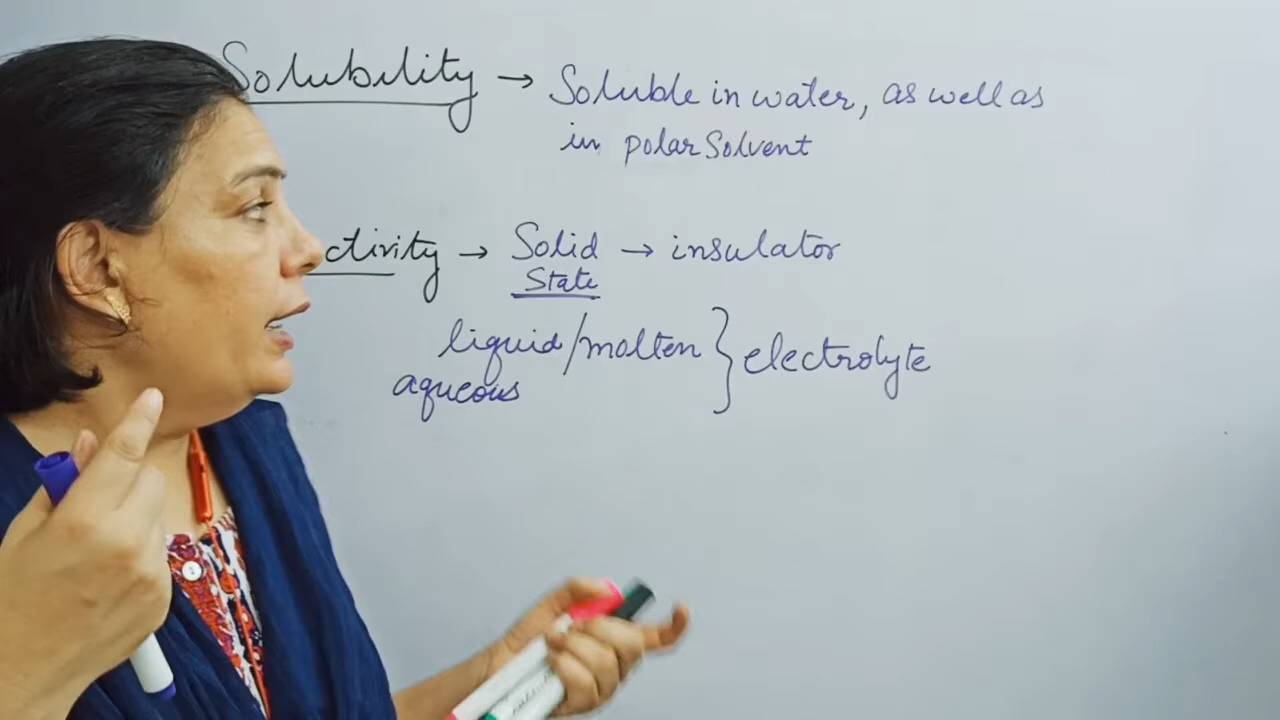 Solubility → Soluble in water, as well as
in polar Solvent
ctivity → Solid → insulator
State
liquid/molten } electrolyte
aqueous